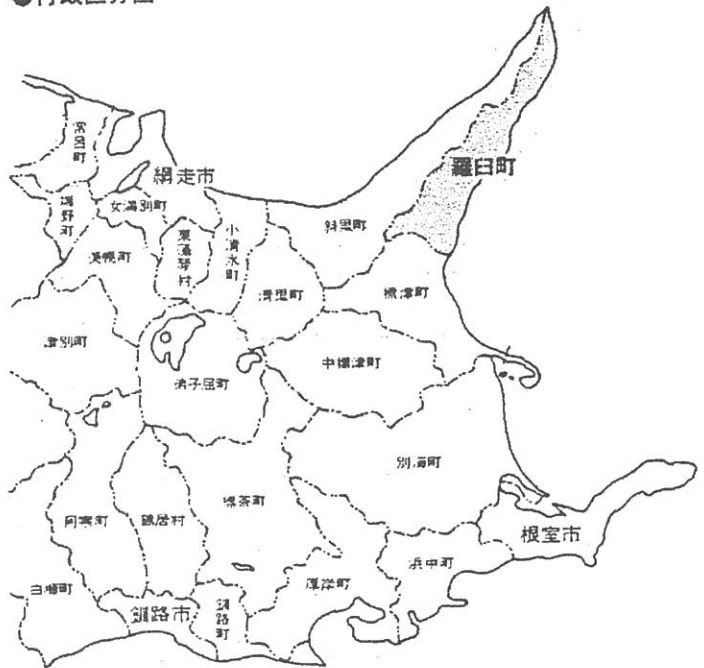 ●行政区分図
常呂町
網走市
羅臼町
端野町
女満別町
東藻琴村
小清水町
斜里町
美幌町
清里町
標津町
津別町
弟子屈町
中標津町
別海町
阿寒町
鶴居村
標茶町
根室市
浜中町
白糠町
釧路市
釧路町
厚岸町